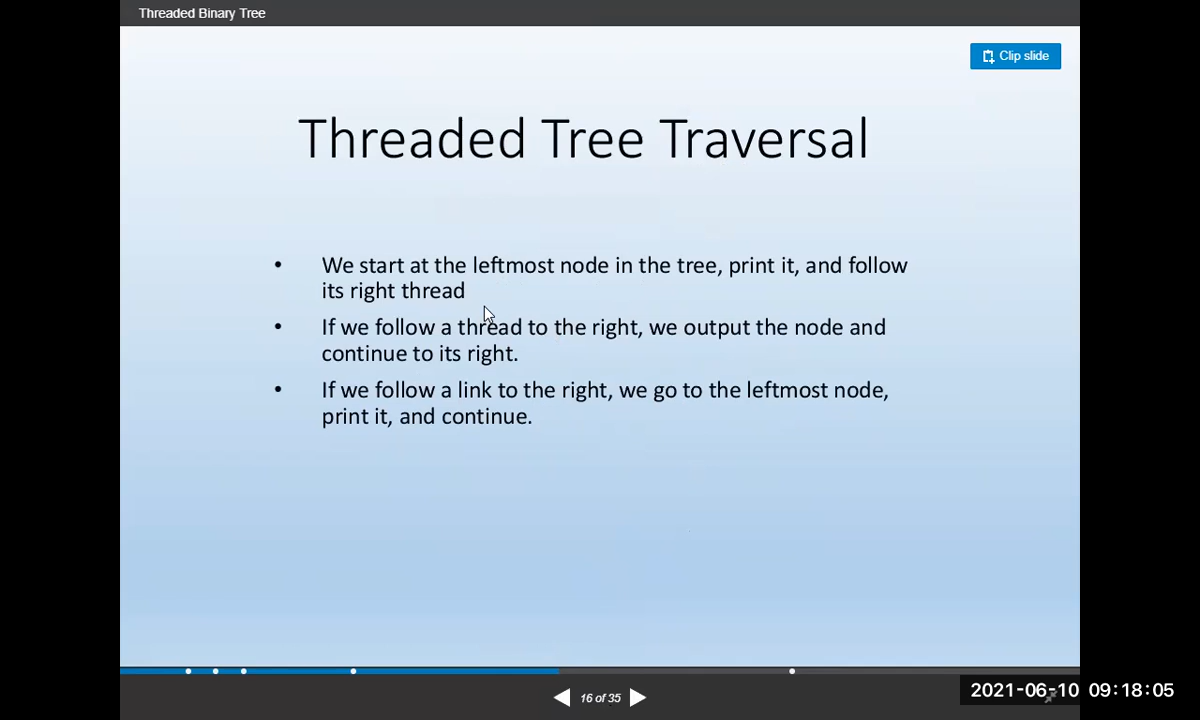 Threaded Binary Tree
Clip slide
Threaded Tree Traversal
• We start at the leftmost node in the tree, print it, and follow
its right thread
• If we follow a thread to the right, we output the node and
continue to its right.
• If we follow a link to the right, we go to the leftmost node,
print it, and continue.
16 of 35
2021-06-10 09:18:05